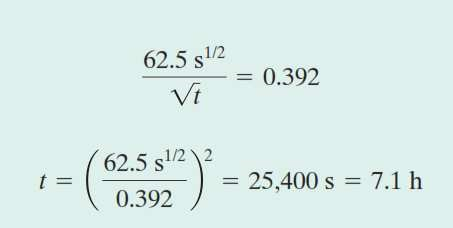 62.5 s^{1/2} / √t = 0.392
t = (62.5 s^{1/2} / 0.392)^2 = 25,400 s = 7.1 h